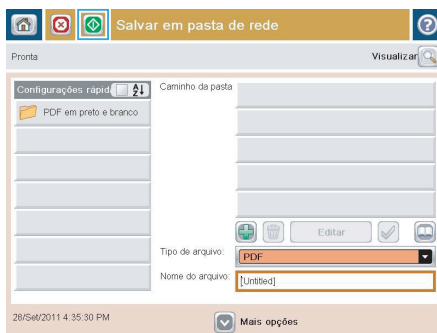 Salvar em pasta de rede
Pronta
Visualizar
Configurações rápid
Caminho da pasta
PDF em preto e branco
Editar
Tipo de arquivo:
PDF
Nome do arquivo:
[Untitled]
28/Set/2011 4:35:30 PM
Mais opções